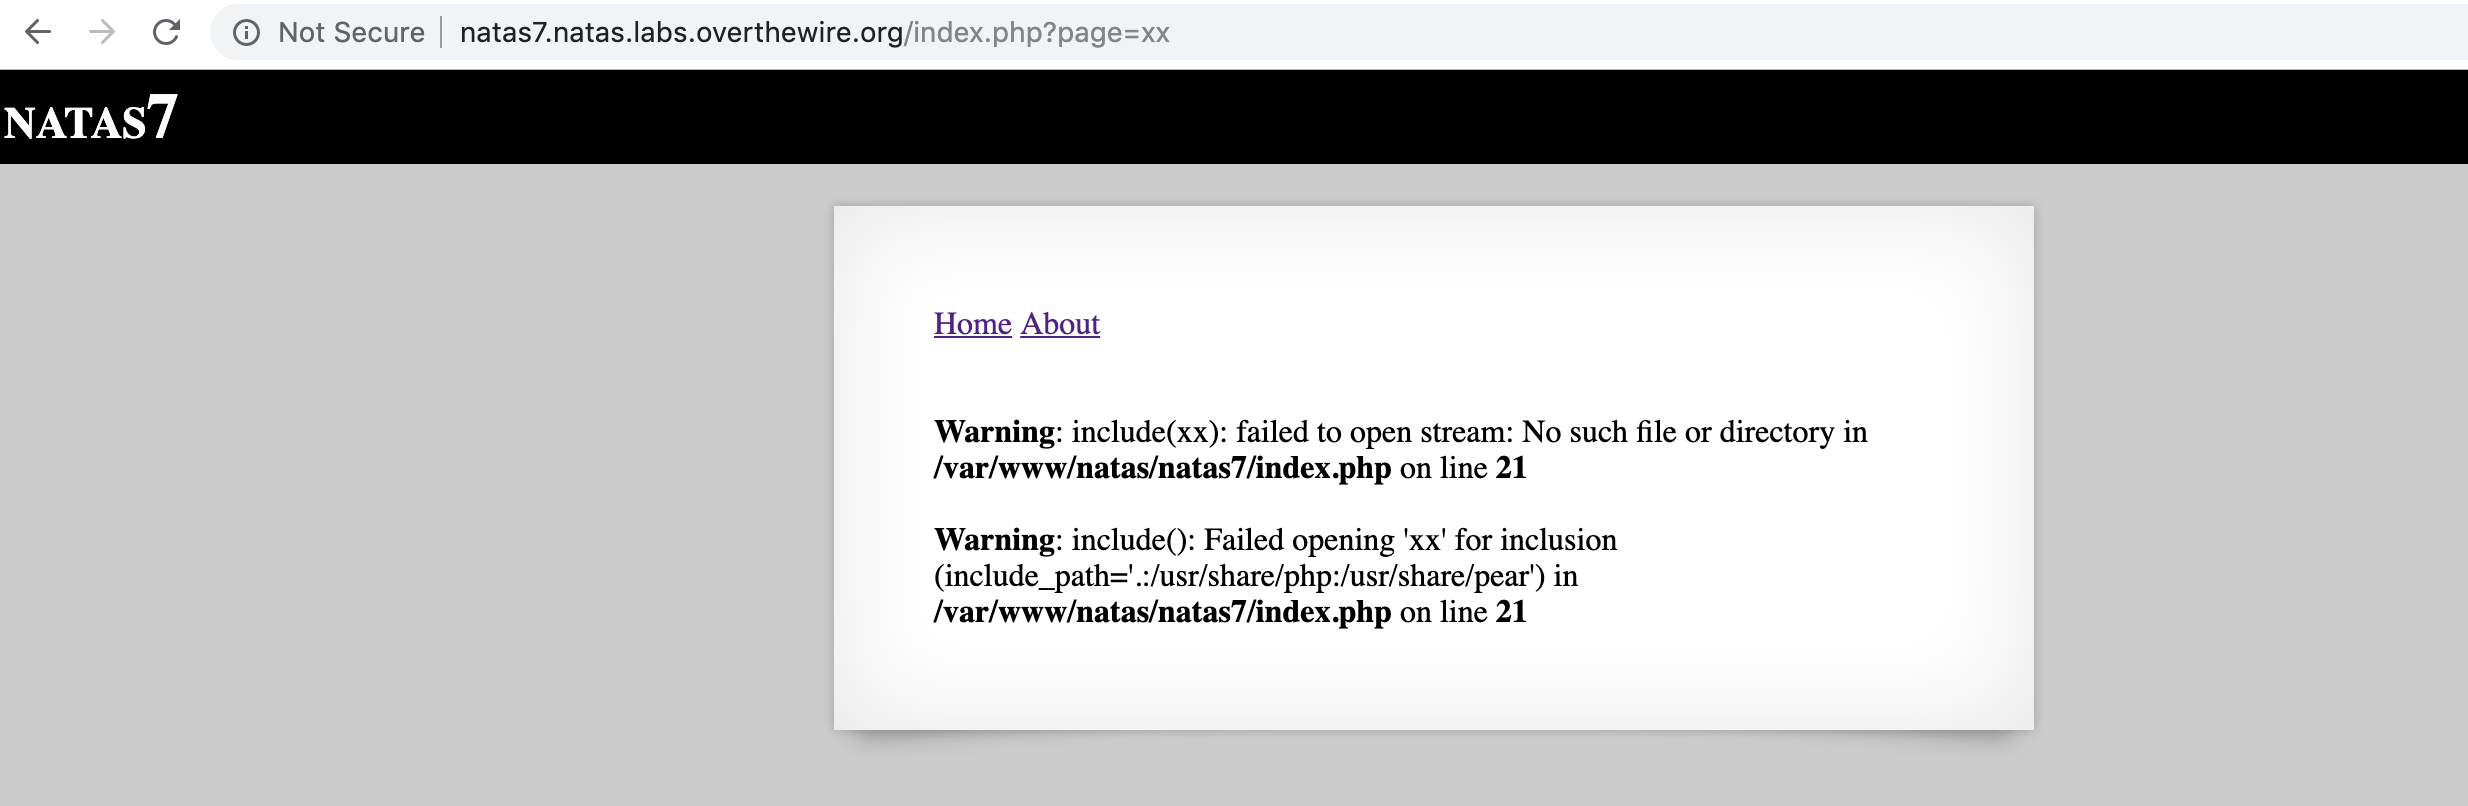 Not Secure natas7.natas.labs.overthewire.org/index.php?page=xx
NATAS7
Home About
Warning: include(xx): failed to open stream: No such file or directory in
/var/www/natas/natas7/index.php on line 21
Warning: include(): Failed opening 'xx' for inclusion
(include_path='.:/usr/share/php:/usr/share/pear') in
/var/www/natas/natas7/index.php on line 21